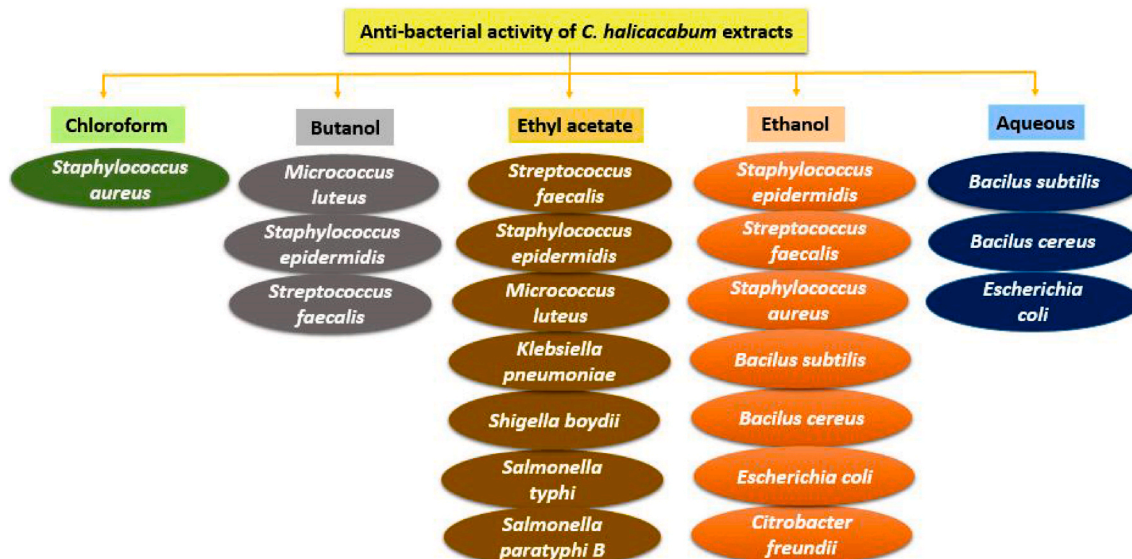 Anti-bacterial activity of C. halicacabum extracts
Chloroform
Staphylococcus
aureus
Butanol
Micrococcus
luteus
Staphylococcus
epidermidis
Streptococcus
faecalis
Ethyl acetate
Streptococcus
faecalis
Staphylococcus
epidermidis
Micrococcus
luteus
Klebsiella
pneumoniae
Shigella boydii
Salmonella
typhi
Salmonella
paratyphi B
Ethanol
Staphylococcus
epidermidis
Streptococcus
faecalis
Staphylococcus
aureus
Bacilus subtilis
Bacilus cereus
Escherichia coli
Citrobacter
freundii
Aqueous
Bacilus subtilis
Bacilus cereus
Escherichia
coli